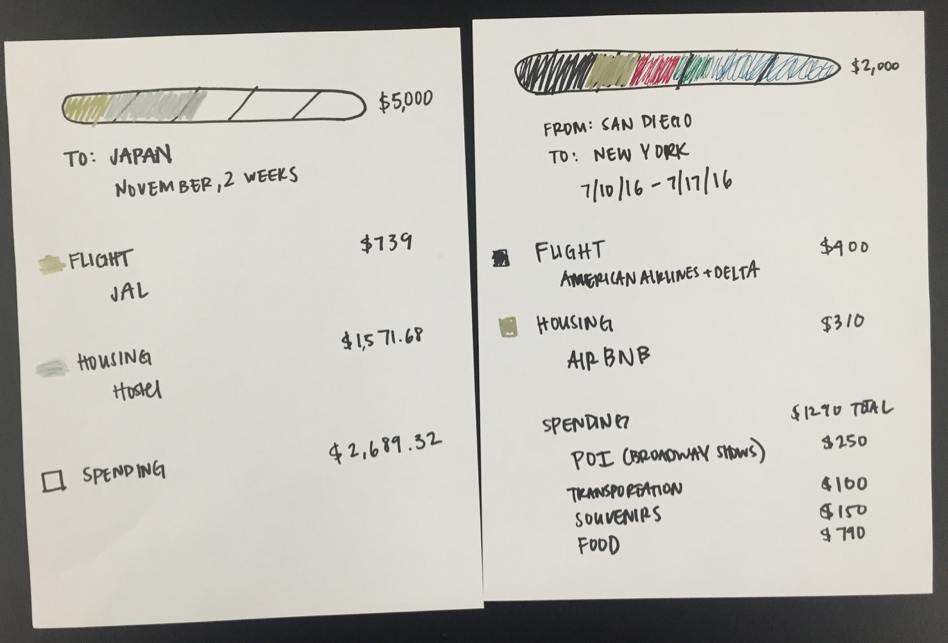 $5,000
TO: JAPAN
NOVEMBER, 2 WEEKS
FLIGHT $739
JAL
HOUSING $1,571.68
Hostel
SPENDING $2,689.32
$2,000
FROM: SAN DIEGO
TO: NEW YORK
7/10/16 - 7/17/16
FLIGHT $400
AMERICAN AIRLINES + DELTA
HOUSING $310
AIR BNB
SPENDING $1290 TOTAL
POI (BROADWAY SHOWS) $250
TRANSPORTATION $100
SOUVENIRS $150
FOOD $790